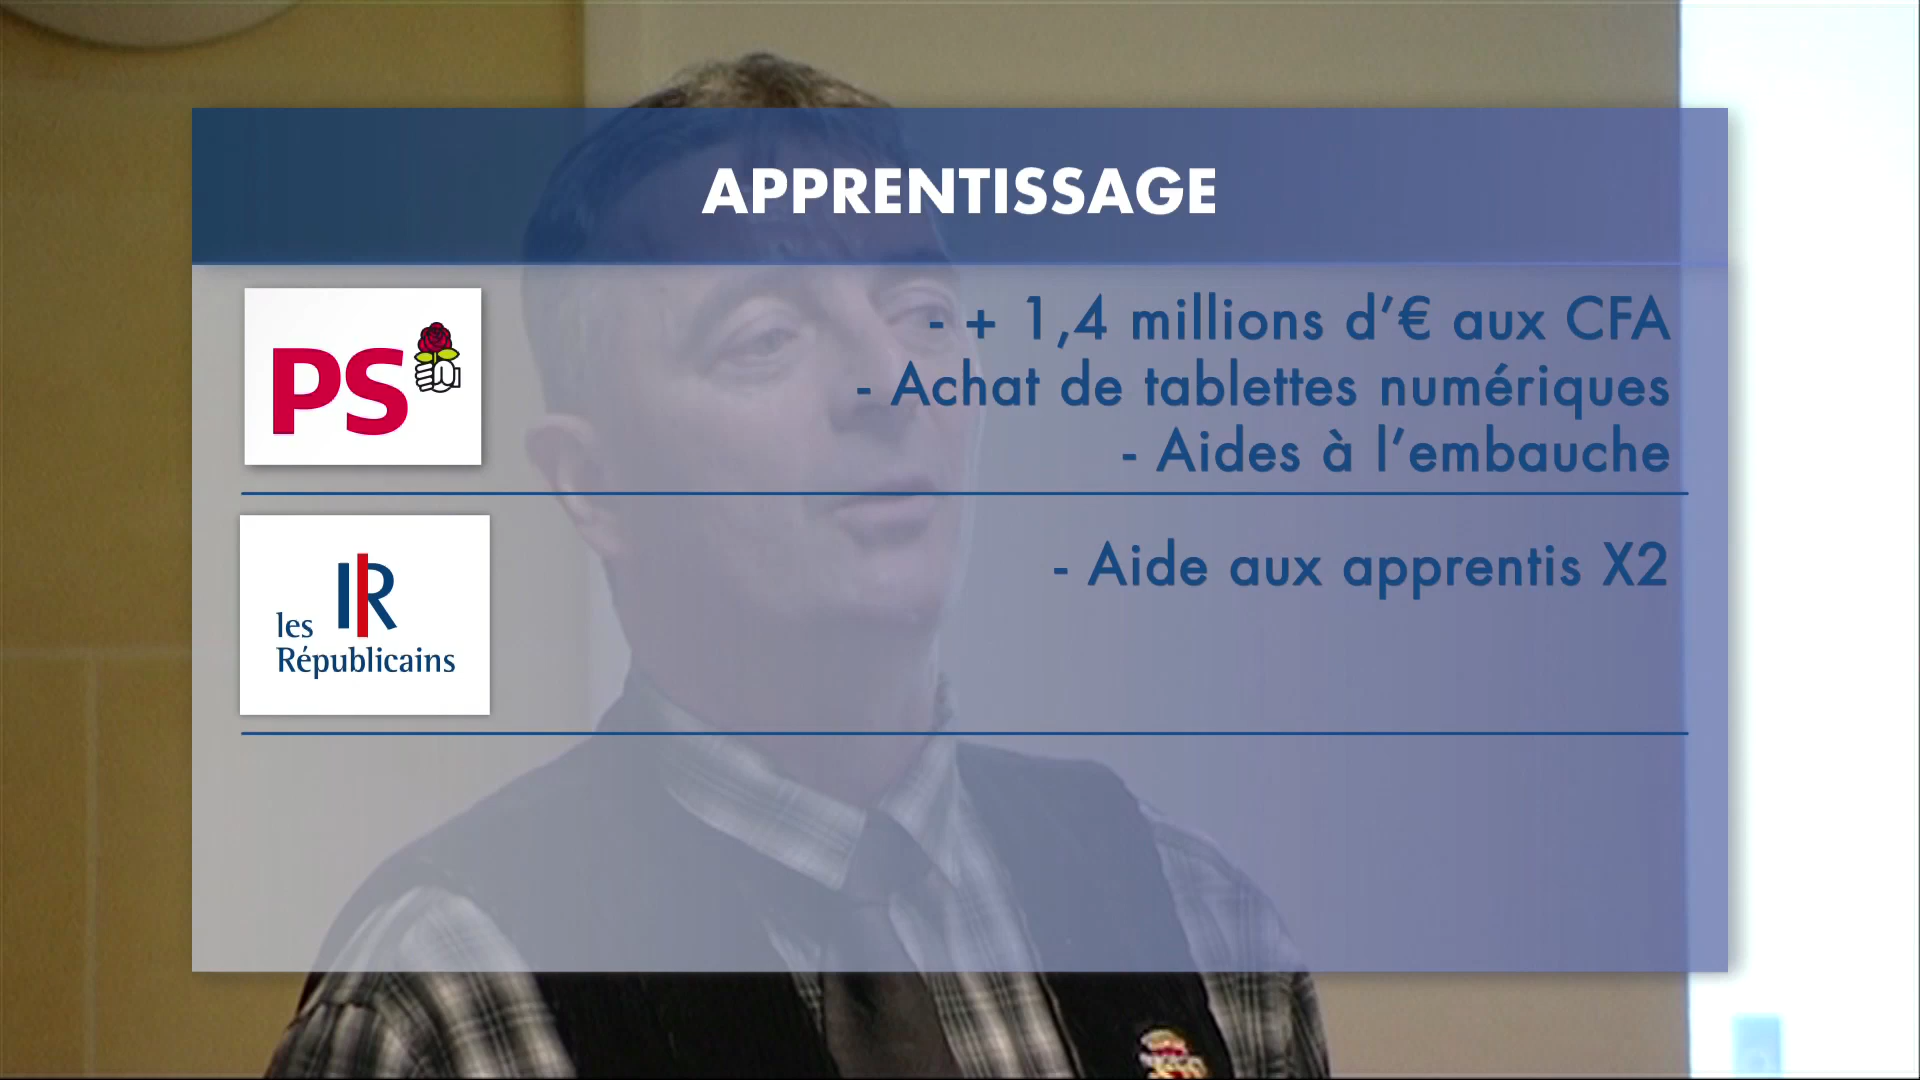 APPRENTISSAGE
PS
- + 1,4 millions d’€ aux CFA
- Achat de tablettes numériques
- Aides à l’embauche
lR
les
Républicains
- Aide aux apprentis X2